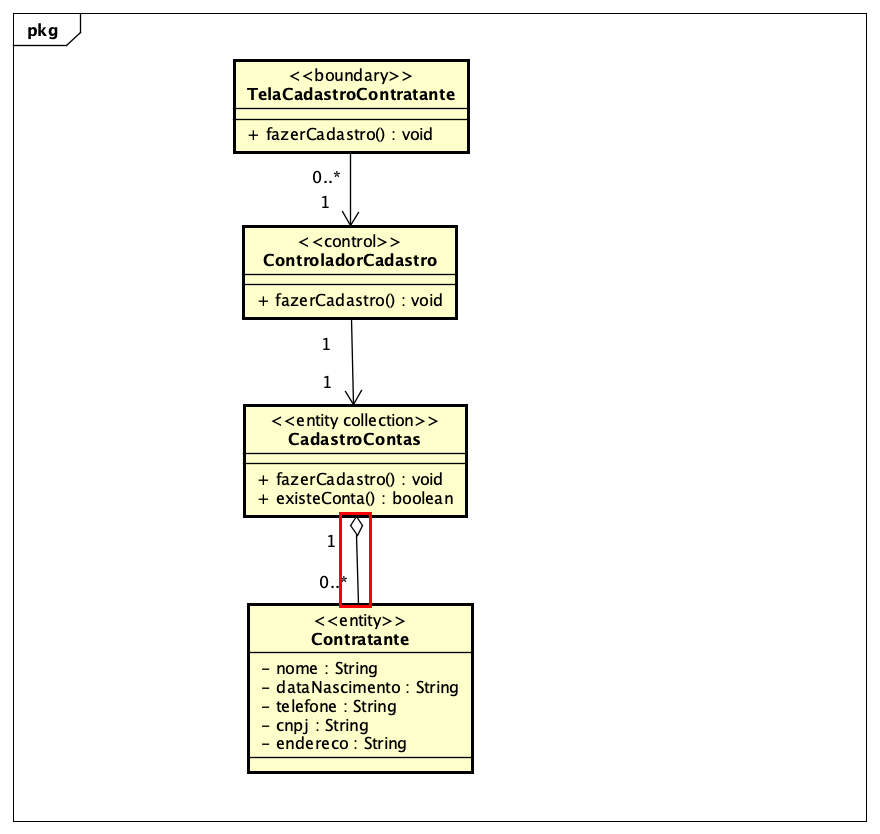 pkg
<<boundary>>
TelaCadastroContratante
+ fazerCadastro() : void
0..*
1
<<control>>
ControladorCadastro
+ fazerCadastro() : void
1
1
<<entity collection>>
CadastroContas
+ fazerCadastro() : void
+ existeConta() : boolean
1
0..*
<<entity>>
Contratante
- nome : String
- dataNascimento : String
- telefone : String
- cnpj : String
- endereco : String